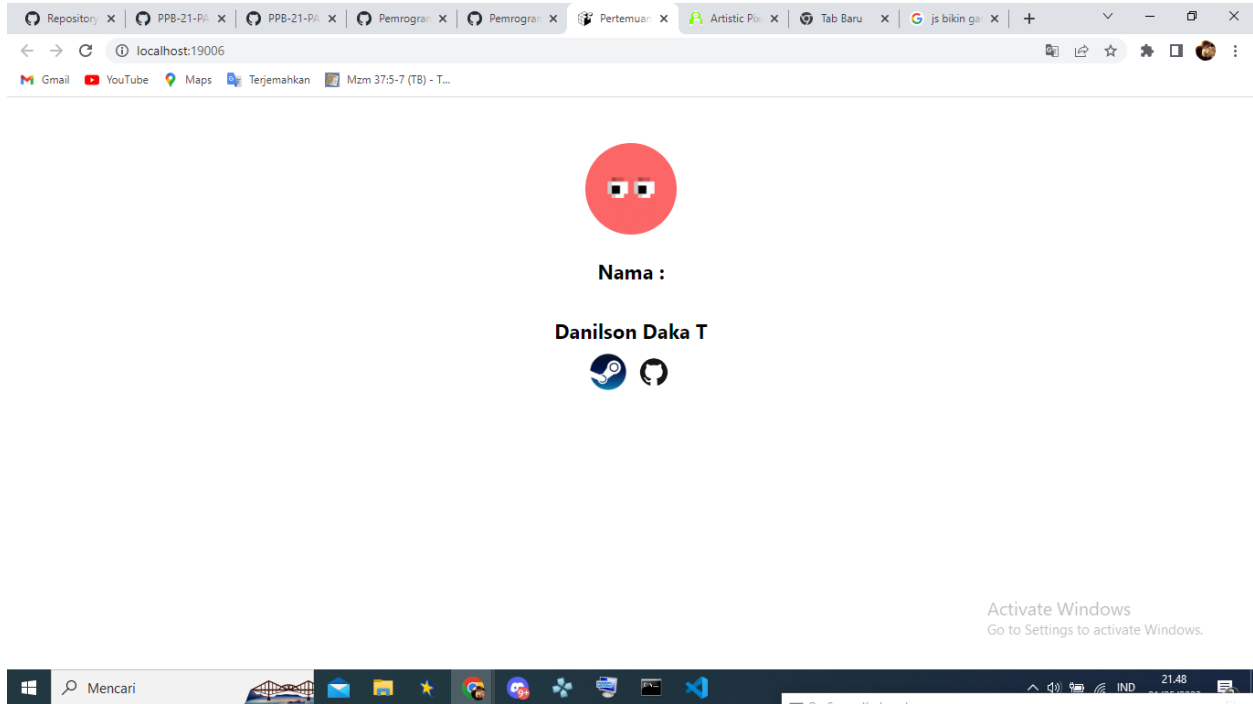 Repository PPB-21-PA PPB-21-PA Pemrogran Pemrogran Pertemuan Artistic Pix Tab Baru js bikin ga
localhost:19006
Gmail YouTube Maps Terjemahkan Mzm 37:5-7 (TB) - T...
Nama :
Danilson Daka T
Activate Windows
Go to Settings to activate Windows.
Mencari
9+
IND
21.48